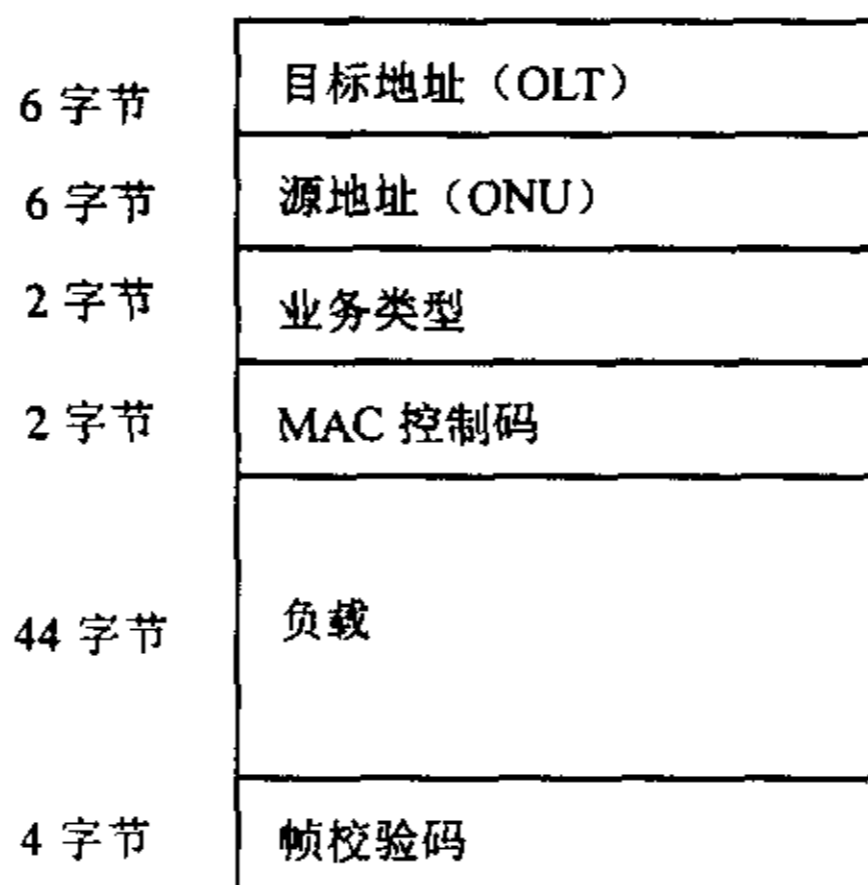 6 字节 目标地址（OLT）
6 字节 源地址（ONU）
2 字节 业务类型
2 字节 MAC 控制码
44 字节 负载
4 字节 帧校验码